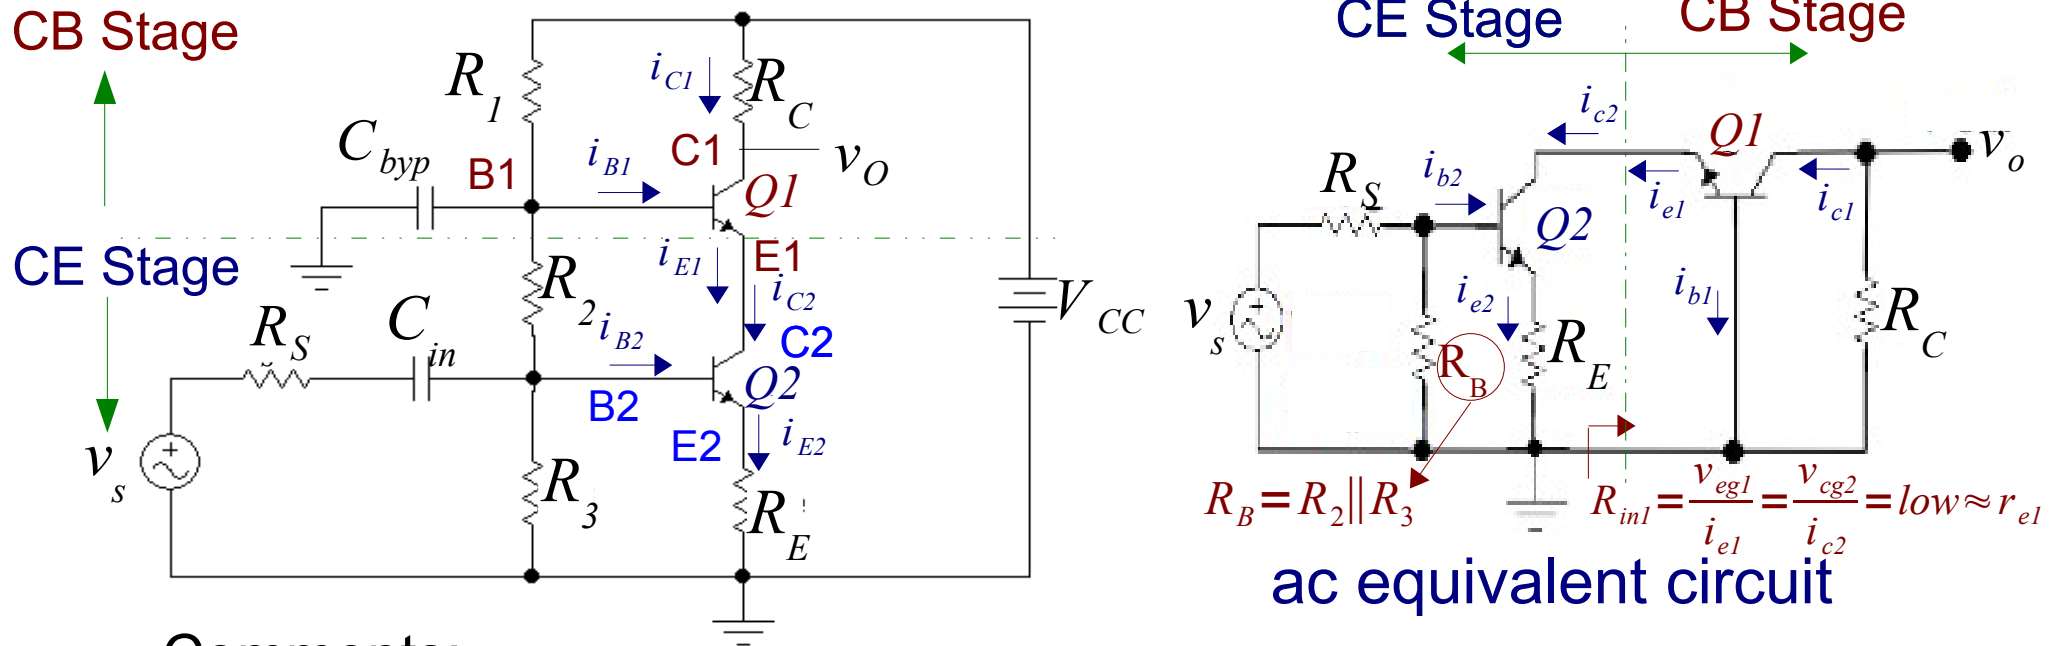 CB Stage
R1
iC1
RC
Cbyp
B1
iB1
C1
vO
Q1
CE Stage
iE1
E1
R2
iC2
VCC
RS
Cin
iB2
C2
Q2
B2
vs
E2
iE2
R3
RE
CE Stage
CB Stage
ic2
Q1
vo
RS
ib2
ie1
ic1
Q2
vs
ie2
ib1
RB
RE
RC
RB = R2||R3
Rin1 = veg1/ie1 = vcg2/ic2 = low ≈ re1
ac equivalent circuit